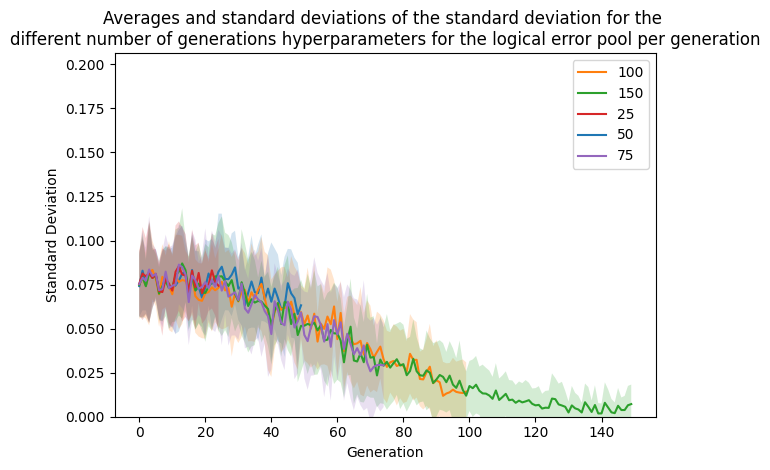 Averages and standard deviations of the standard deviation for the
different number of generations hyperparameters for the logical error pool per generation
0.200
0.175
0.150
0.125
0.100
0.075
0.050
0.025
0.000
Standard Deviation
100
150
25
50
75
0 20 40 60 80 100 120 140
Generation